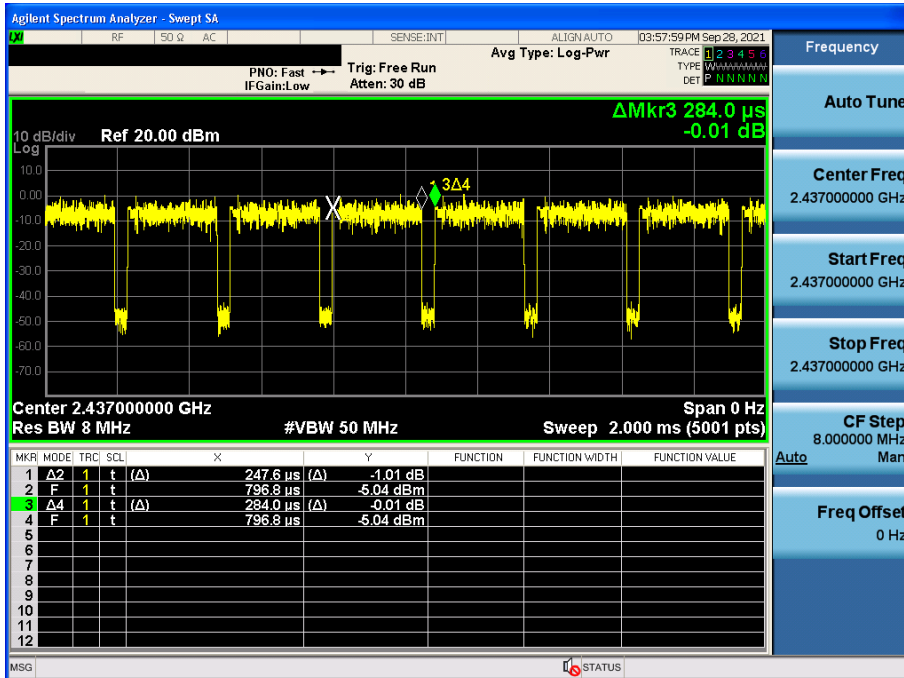 Agilent Spectrum Analyzer - Swept SA
LXI RF 50 Ω AC SENSE:INT ALIGN AUTO 03:57:59 PM Sep 28, 2021
Avg Type: Log-Pwr TRACE 1 2 3 4 5 6
PNO: Fast Trig: Free Run TYPE WWWWWW
IFGain:Low Atten: 30 dB DET P N N N N N
ΔMkr3 284.0 µs
-0.01 dB
10 dB/div Ref 20.00 dBm
Log
10.0
0.00
-10.0
-20.0
-30.0
-40.0
-50.0
-60.0
-70.0
3Δ4
Center 2.437000000 GHz Span 0 Hz
Res BW 8 MHz #VBW 50 MHz Sweep 2.000 ms (5001 pts)
MKR MODE TRC SCL X Y FUNCTION FUNCTION WIDTH FUNCTION VALUE
1 Δ2 1 t (Δ) 247.6 µs (Δ) -1.01 dB
2 F 1 t 796.8 µs -5.04 dBm
3 Δ4 1 t (Δ) 284.0 µs (Δ) -0.01 dB
4 F 1 t 796.8 µs -5.04 dBm
5
6
7
8
9
10
11
12
MSG STATUS
Frequency
Auto Tune
Center Freq
2.437000000 GHz
Start Freq
2.437000000 GHz
Stop Freq
2.437000000 GHz
CF Step
8.000000 MHz
Auto Man
Freq Offset
0 Hz